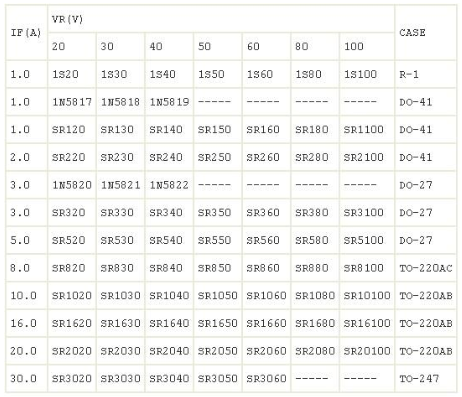 IF(A) VR(V) CASE
20 30 40 50 60 80 100
1.0 1S20 1S30 1S40 1S50 1S60 1S80 1S100 R-1
1.0 1N5817 1N5818 1N5819 ----- ----- ----- ----- DO-41
1.0 SR120 SR130 SR140 SR150 SR160 SR180 SR1100 DO-41
2.0 SR220 SR230 SR240 SR250 SR260 SR280 SR2100 DO-41
3.0 1N5820 1N5821 1N5822 ----- ----- ----- ----- DO-27
3.0 SR320 SR330 SR340 SR350 SR360 SR380 SR3100 DO-27
5.0 SR520 SR530 SR540 SR550 SR560 SR580 SR5100 DO-27
8.0 SR820 SR830 SR840 SR850 SR860 SR880 SR8100 TO-220AC
10.0 SR1020 SR1030 SR1040 SR1050 SR1060 SR1080 SR10100 TO-220AB
16.0 SR1620 SR1630 SR1640 SR1650 SR1660 SR1680 SR16100 TO-220AB
20.0 SR2020 SR2030 SR2040 SR2050 SR2060 SR2080 SR20100 TO-220AB
30.0 SR3020 SR3030 SR3040 SR3050 SR3060 ----- ----- TO-247